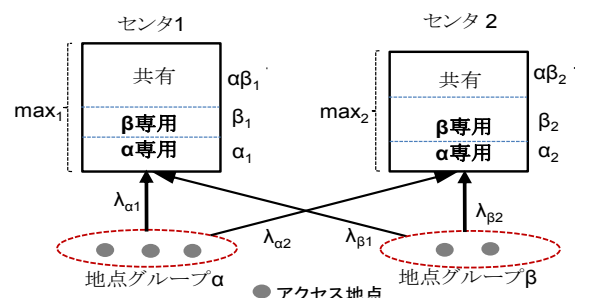 センタ1
センタ 2
共有
αβ1
共有
αβ2
max1
β専用
β1
max2
β専用
β2
α専用
α1
α専用
α2
λα1
λα2
λβ1
λβ2
地点グループα
地点グループβ
アクセス地点